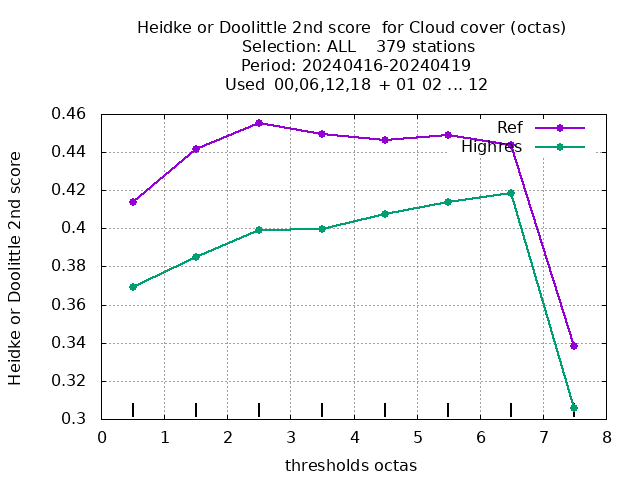 Heidke or Doolittle 2nd score  for Cloud cover (octas)
Selection: ALL    379 stations
Period: 20240416-20240419
Used  00,06,12,18 + 01 02 ... 12
Heidke or Doolittle 2nd score
0.46
0.44
0.42
0.4
0.38
0.36
0.34
0.32
0.3
Ref
Highres
0 1 2 3 4 5 6 7 8
thresholds octas